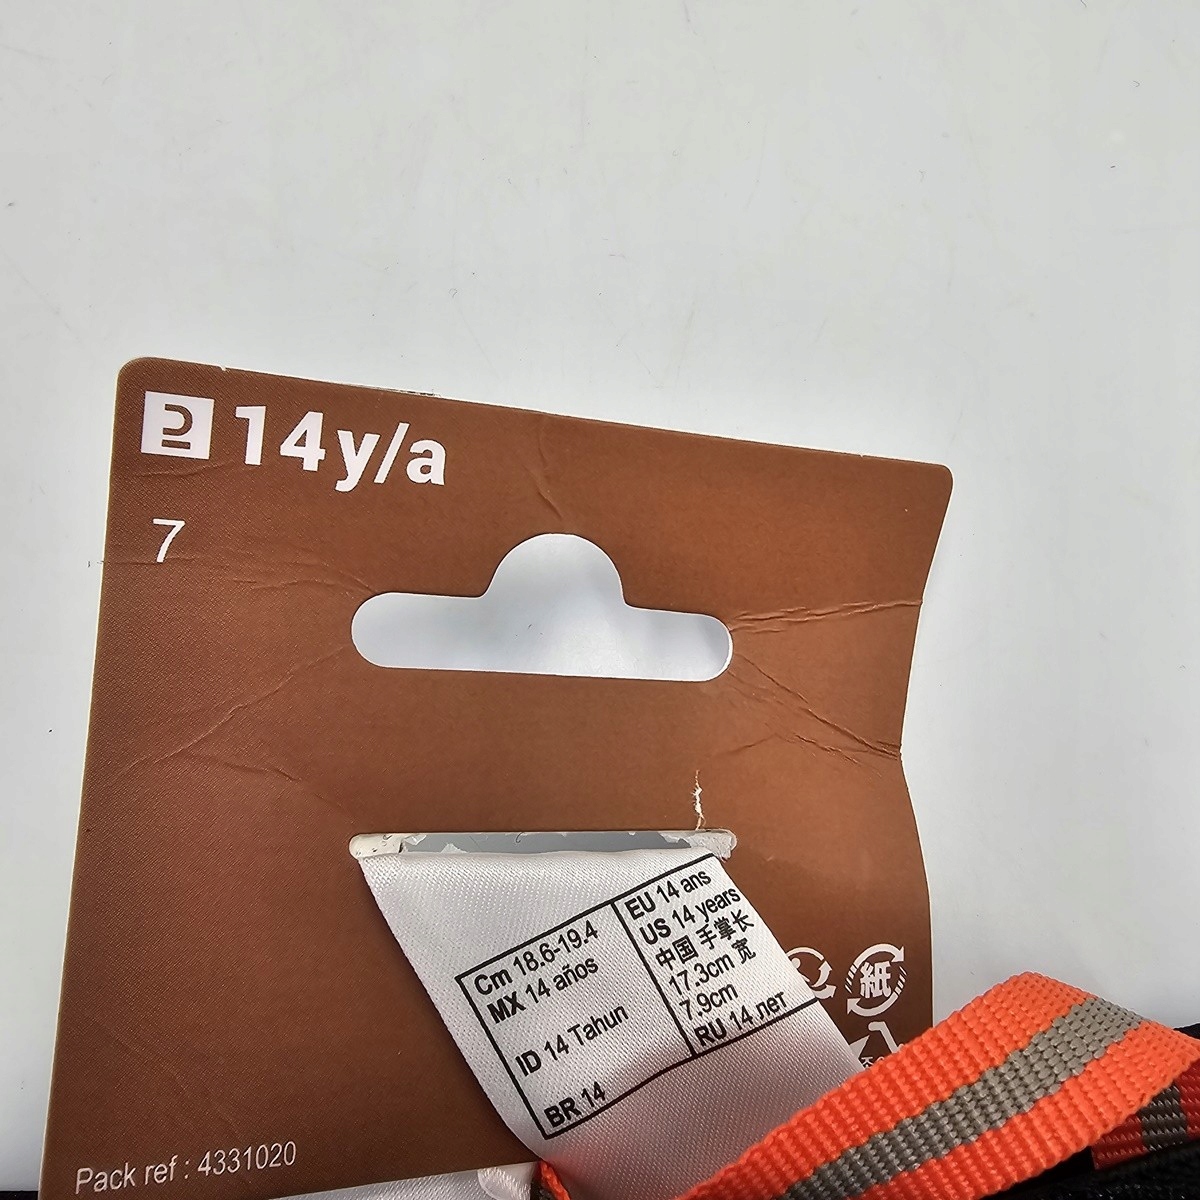 14y/a
7
Cm 18.6-19.4
MX 14 años
ID 14 Tahun
BR 14
EU 14 ans
US 14 years
中国 手掌长
17.3cm 宽
7.9cm
RU 14 лет
紙
Pack ref : 4331020